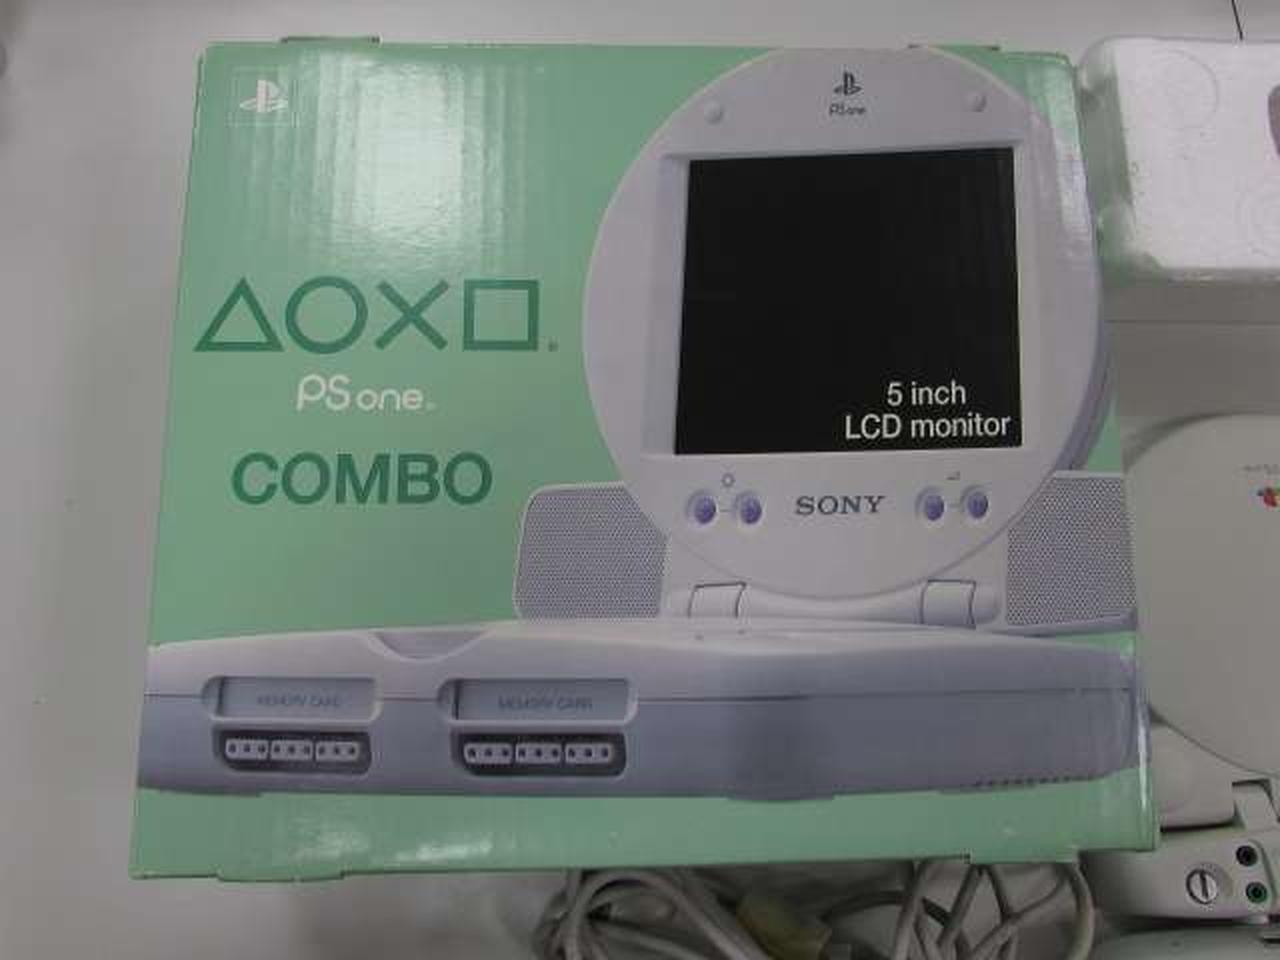 PS one
5 inch
LCD monitor
△○×□®
PS one
COMBO
SONY
MEMORY CARD
MEMORY CARD